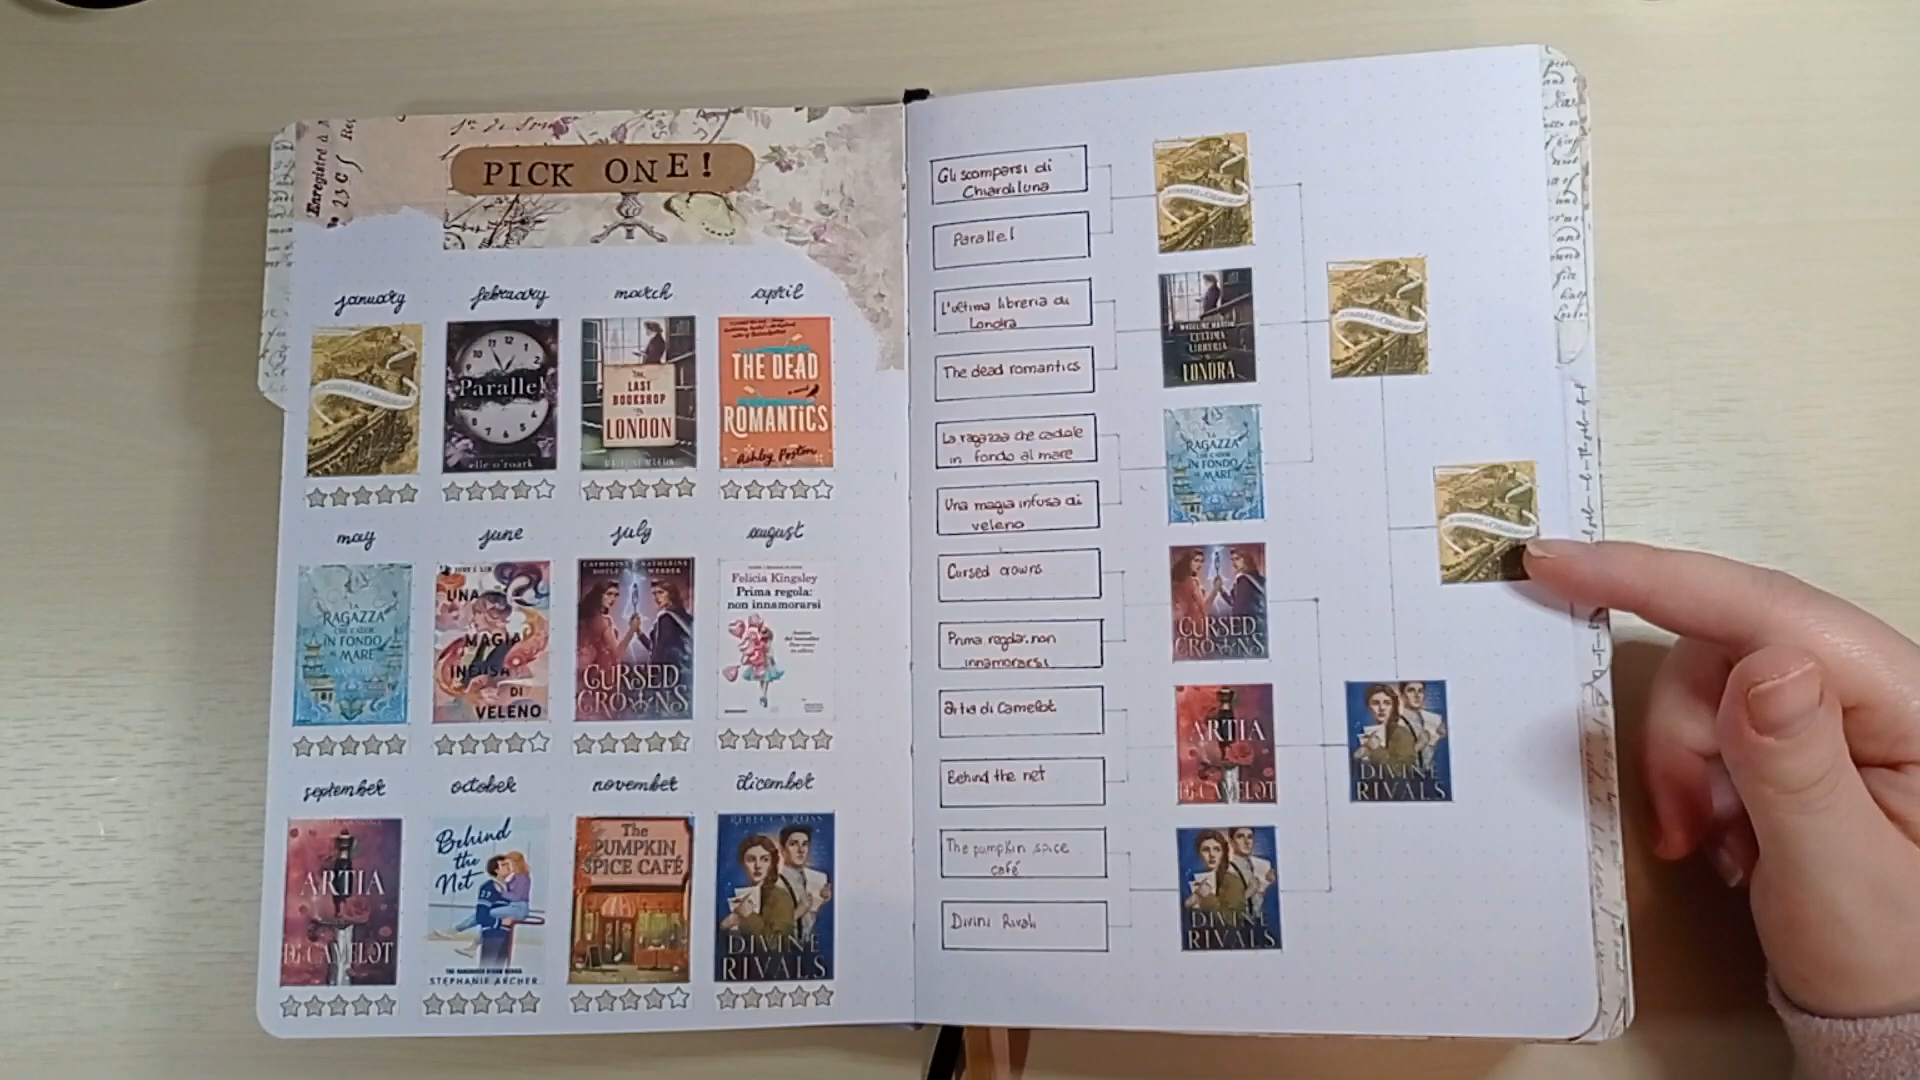 PICK ONE!
january
february
march
april
Parallel
elle o'roark
THE
LAST
BOOKSHOP
LONDON
THE DEAD
ROMANTICS
Ashley Poston
may
june
july
august
LA
RAGAZZA
CHE CADDE
IN FONDO
AL MARE
UNA
MAGIA
INFUSA
DI
VELENO
CURSED
CROWNS
Felicia Kingsley
Prima regola:
non innamorarsi
september
october
november
dicember
ARTIA
DI CAMELOT
Behind
the
Net
STEPHANIE ARCHER
The
PUMPKIN
SPICE CAFÉ
REBECCA ROSS
DIVINE
RIVALS
Gli scomparsi di
Chiardiluna
Parallel
L'ultima libreria di
Londra
The dead romantics
La ragazza che cadde
in fondo al mare
Una magia infusa di
veleno
Cursed crowns
Prima regola: non
innamorarsi
Artia di Camelot
Behind the net
The pumpkin spice
café
Divini Rivali
MADELINE MARTIN
L'ULTIMA
LIBRERIA
LONDRA
LA
RAGAZZA
CHE CADDE
IN FONDO
AL MARE
CURSED
CROWNS
ARTIA
DI CAMELOT
DIVINE
RIVALS
DIVINE
RIVALS